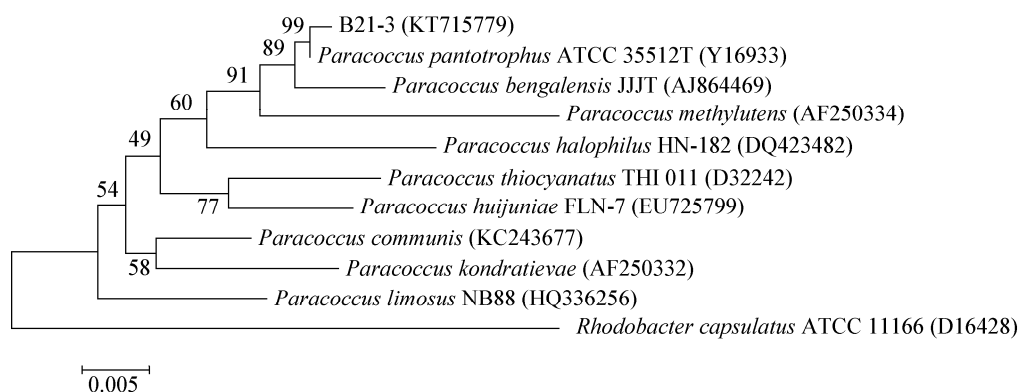 99 B21-3 (KT715779)
89 Paracoccus pantotrophus ATCC 35512T (Y16933)
91 Paracoccus bengalensis JJJT (AJ864469)
60 Paracoccus methylutens (AF250334)
49 Paracoccus halophilus HN-182 (DQ423482)
Paracoccus thiocyanatus THI 011 (D32242)
54 77 Paracoccus huijuniae FLN-7 (EU725799)
Paracoccus communis (KC243677)
58 Paracoccus kondratievae (AF250332)
Paracoccus limosus NB88 (HQ336256)
Rhodobacter capsulatus ATCC 11166 (D16428)
0.005